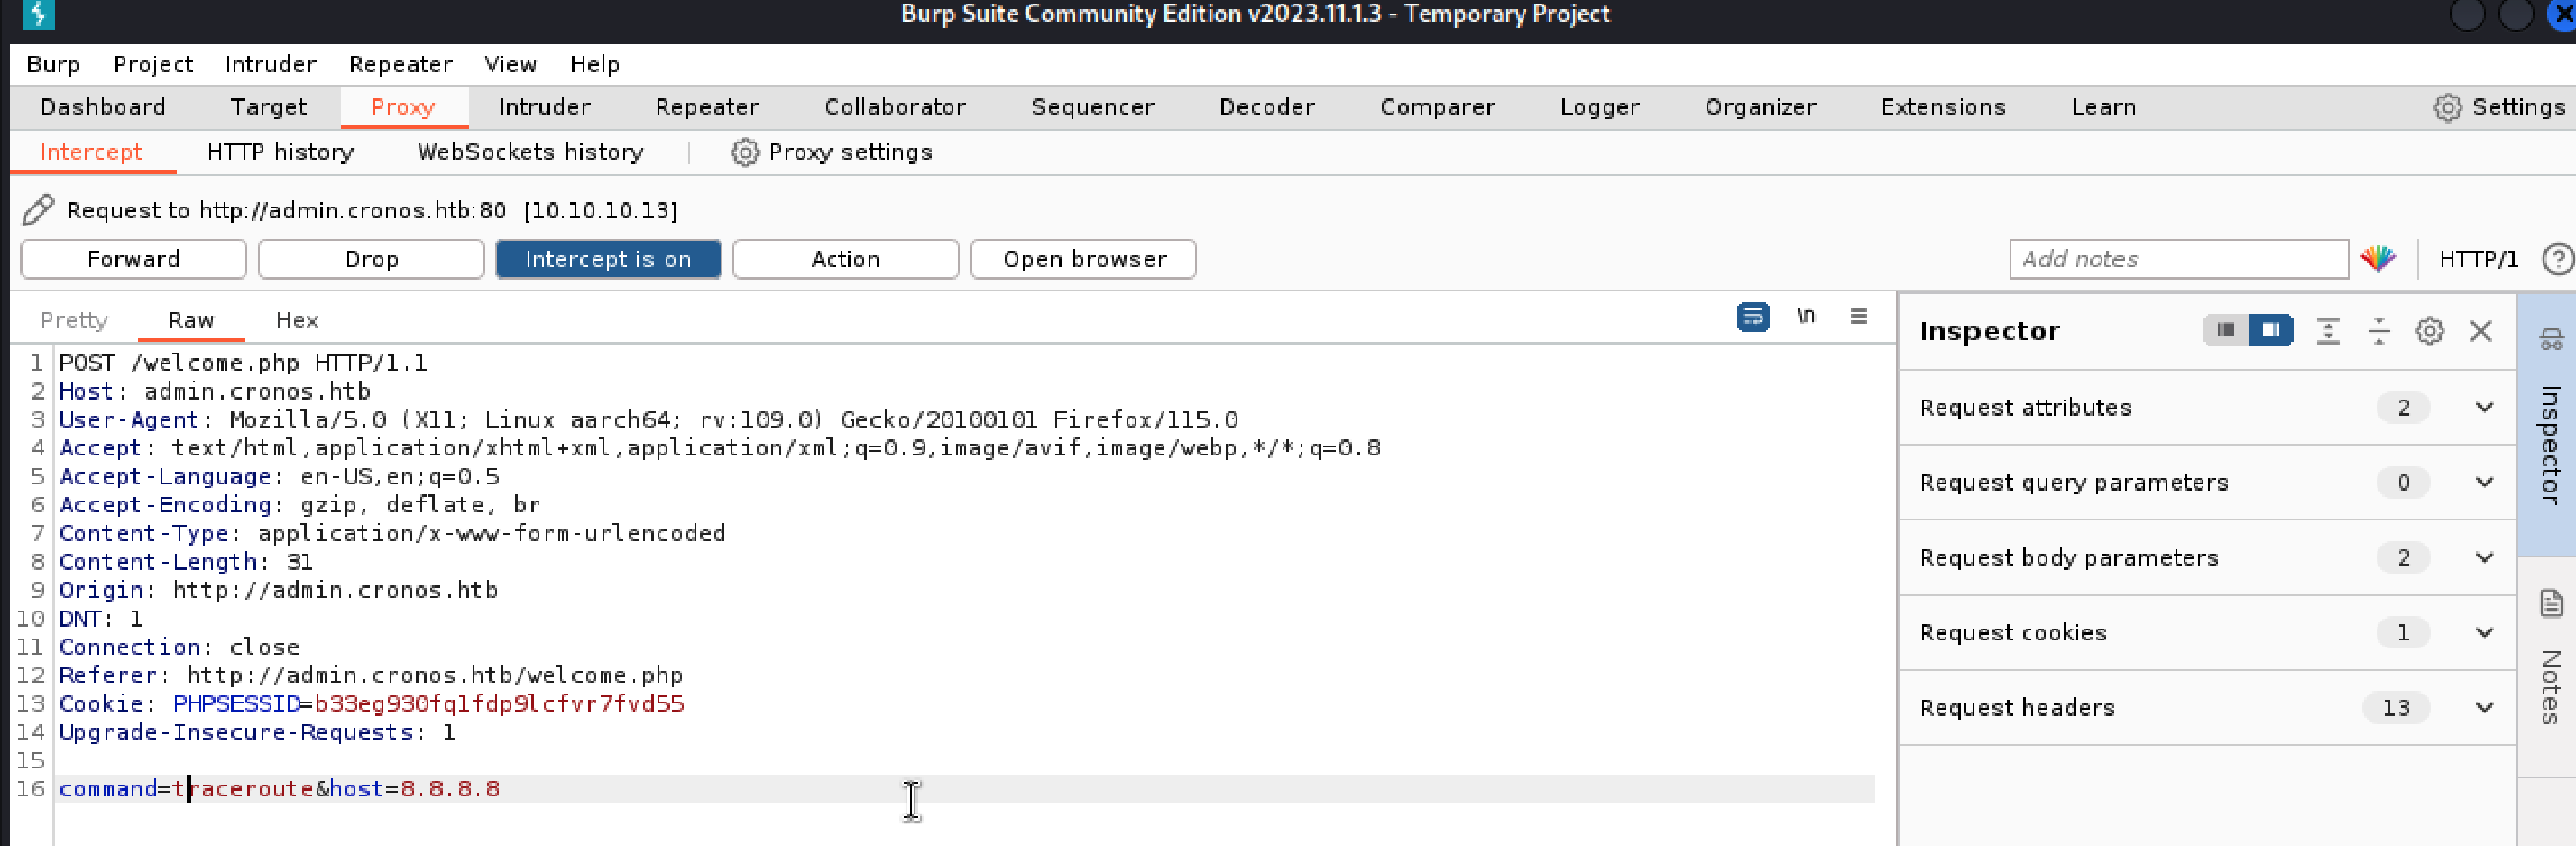 Burp Suite Community Edition v2023.11.1.3 - Temporary Project
Burp Project Intruder Repeater View Help
Dashboard Target Proxy Intruder Repeater Collaborator Sequencer Decoder Comparer Logger Organizer Extensions Learn Settings
Intercept HTTP history WebSockets history Proxy settings
Request to http://admin.cronos.htb:80 [10.10.10.13]
Forward Drop Intercept is on Action Open browser Add notes HTTP/1 ?
Pretty Raw Hex \n
Inspector
1 POST /welcome.php HTTP/1.1
2 Host: admin.cronos.htb
3 User-Agent: Mozilla/5.0 (X11; Linux aarch64; rv:109.0) Gecko/20100101 Firefox/115.0
4 Accept: text/html,application/xhtml+xml,application/xml;q=0.9,image/avif,image/webp,*/*;q=0.8
5 Accept-Language: en-US,en;q=0.5
6 Accept-Encoding: gzip, deflate, br
7 Content-Type: application/x-www-form-urlencoded
8 Content-Length: 31
9 Origin: http://admin.cronos.htb
10 DNT: 1
11 Connection: close
12 Referer: http://admin.cronos.htb/welcome.php
13 Cookie: PHPSESSID=b33eg930fq1fdp9lcfvr7fvd55
14 Upgrade-Insecure-Requests: 1
15
16 command=traceroute&host=8.8.8.8
Request attributes 2
Request query parameters 0
Request body parameters 2
Request cookies 1
Request headers 13
Inspector
Notes